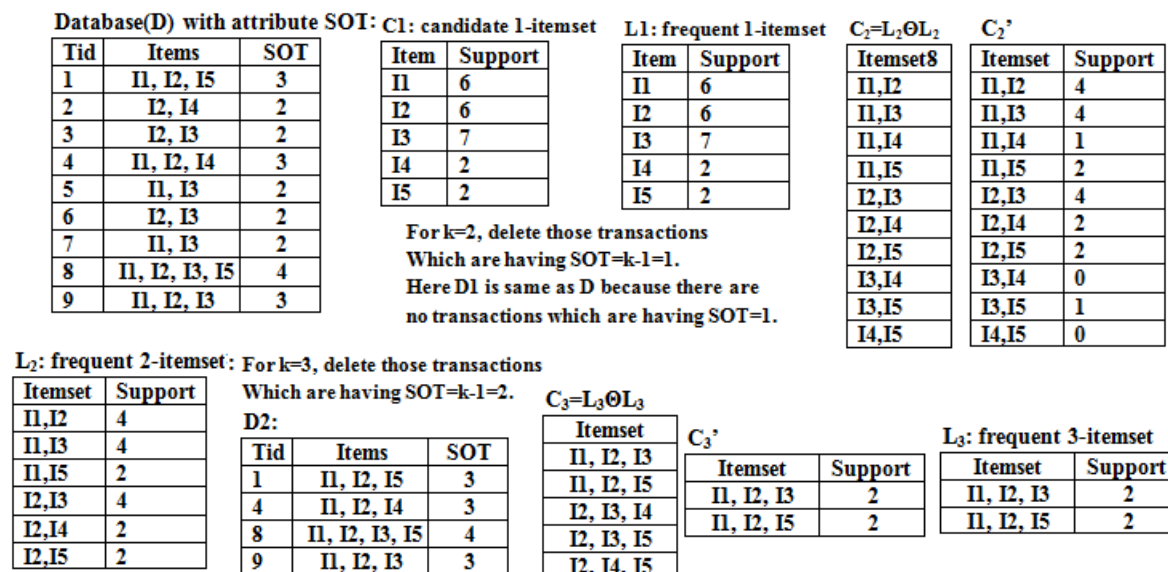 Database(D) with attribute SOT:
Tid Items SOT
1 I1, I2, I5 3
2 I2, I4 2
3 I2, I3 2
4 I1, I2, I4 3
5 I1, I3 2
6 I2, I3 2
7 I1, I3 2
8 I1, I2, I3, I5 4
9 I1, I2, I3 3
C1: candidate 1-itemset
Item Support
I1 6
I2 6
I3 7
I4 2
I5 2
L1: frequent 1-itemset
Item Support
I1 6
I2 6
I3 7
I4 2
I5 2
For k=2, delete those transactions
Which are having SOT=k-1=1.
Here D1 is same as D because there are
no transactions which are having SOT=1.
C₂=L₂ΘL₂
Itemset8
I1,I2
I1,I3
I1,I4
I1,I5
I2,I3
I2,I4
I2,I5
I3,I4
I3,I5
I4,I5
C₂’
Itemset Support
I1,I2 4
I1,I3 4
I1,I4 1
I1,I5 2
I2,I3 4
I2,I4 2
I2,I5 2
I3,I4 0
I3,I5 1
I4,I5 0
L₂: frequent 2-itemset:
Itemset Support
I1,I2 4
I1,I3 4
I1,I5 2
I2,I3 4
I2,I4 2
I2,I5 2
For k=3, delete those transactions
Which are having SOT=k-1=2.
D2:
Tid Items SOT
1 I1, I2, I5 3
4 I1, I2, I4 3
8 I1, I2, I3, I5 4
9 I1, I2, I3 3
C₃=L₃ΘL₃
Itemset
I1, I2, I3
I1, I2, I5
I2, I3, I4
I2, I3, I5
I2, I4, I5
C₃’
Itemset Support
I1, I2, I3 2
I1, I2, I5 2
L₃: frequent 3-itemset
Itemset Support
I1, I2, I3 2
I1, I2, I5 2